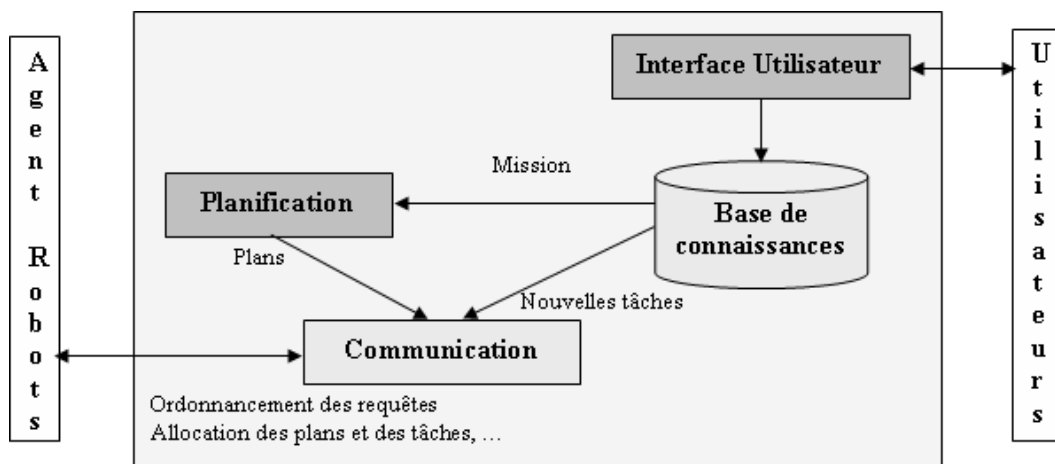 Agent Robots
Interface Utilisateur
Utilisateurs
Mission
Planification
Base de
connaissances
Plans
Nouvelles tâches
Communication
Ordonnancement des requêtes
Allocation des plans et des tâches, …